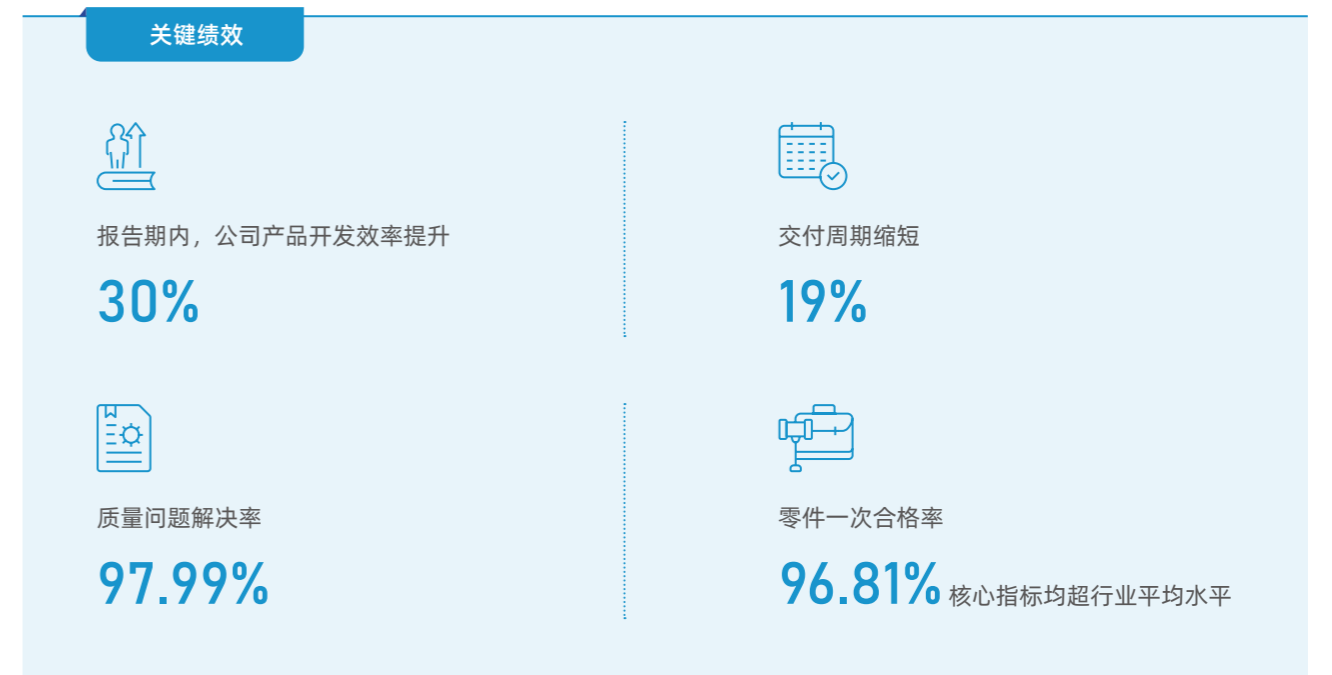 关键绩效
报告期内，公司产品开发效率提升
30%
交付周期缩短
19%
质量问题解决率
97.99%
零件一次合格率
96.81% 核心指标均超行业平均水平